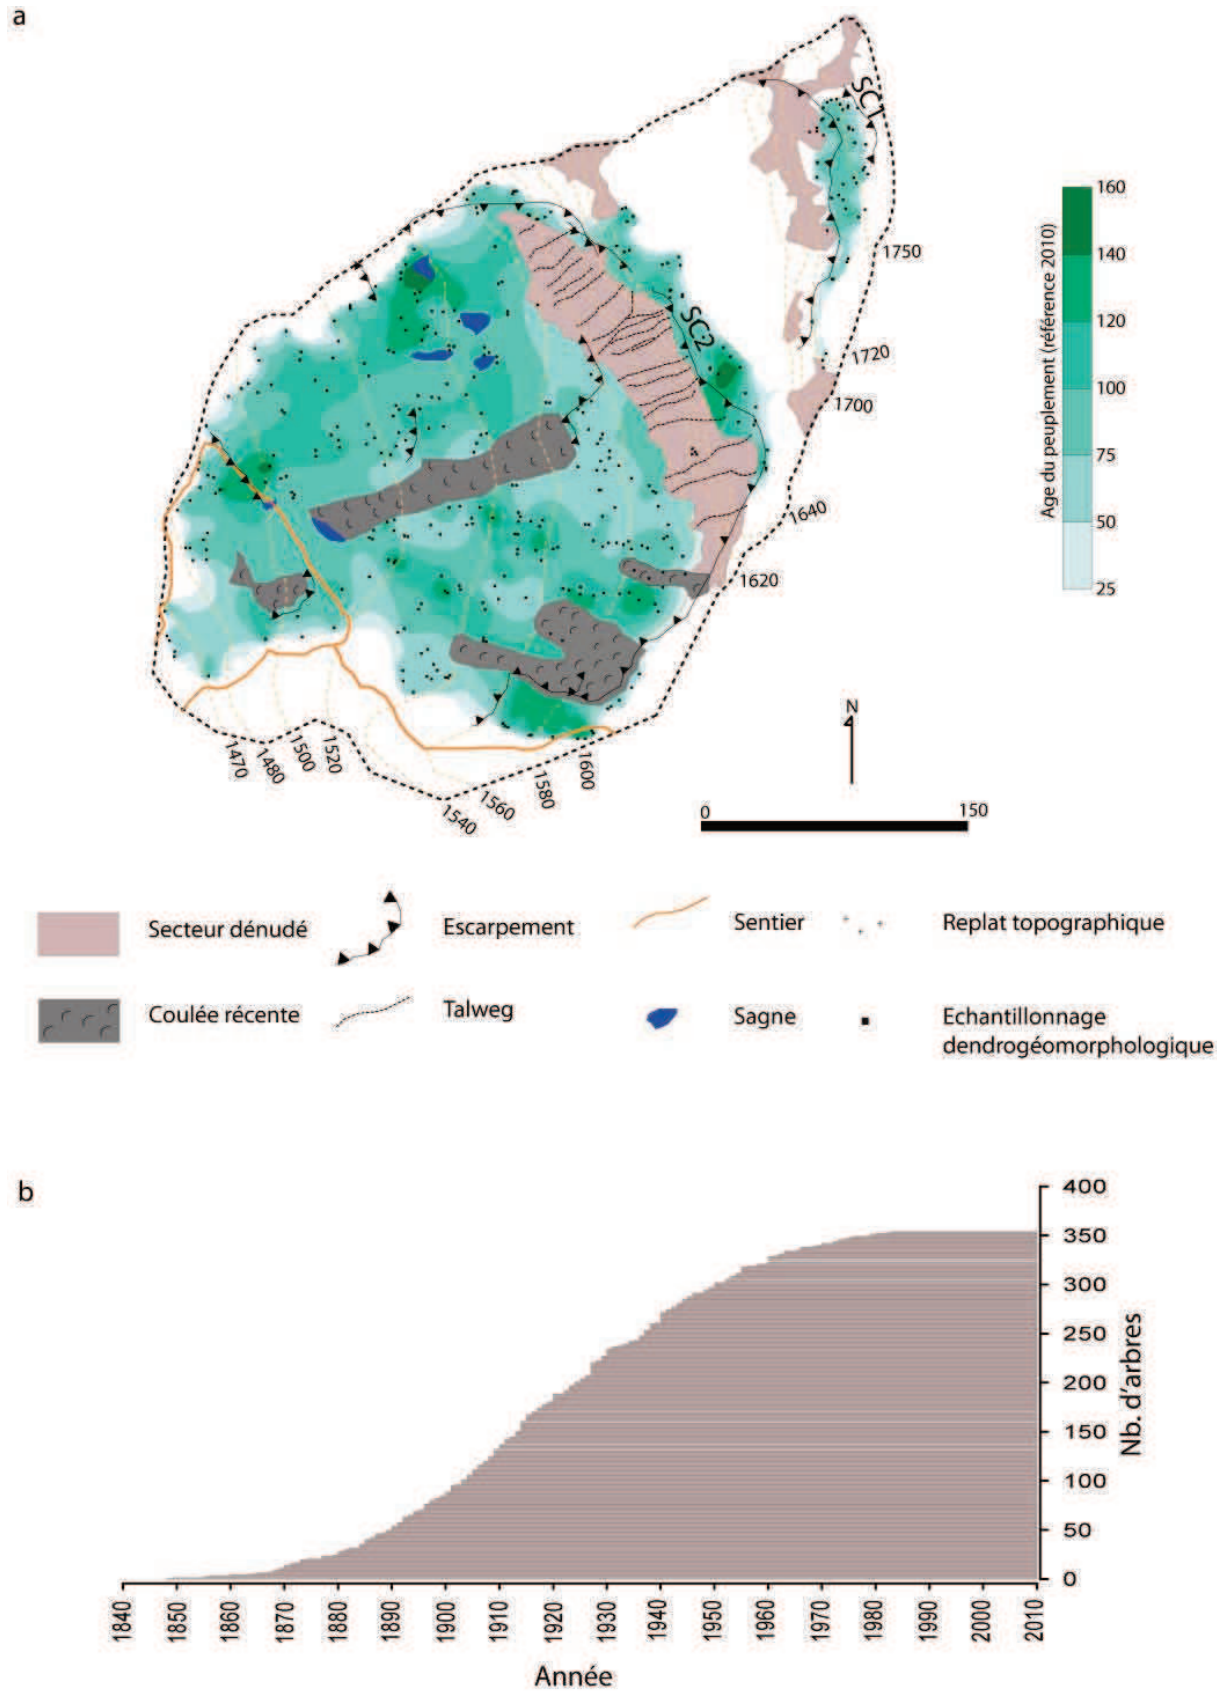 a
SC1
160
140
120
100
75
50
25
Age du peuplement (référence 2010)
1750
SC2
1720
1700
1640
1620
N
1470
1480
1500
1520
1540
1560
1580
1600
0
150
Secteur dénudé
Escarpement
Sentier
Replat topographique
Coulée récente
Talweg
Sagne
Echantillonnage
dendrogéomorphologique
b
400
350
300
250
200
150
100
50
0
Nb. d'arbres
1840
1850
1860
1870
1880
1890
1900
1910
1920
1930
1940
1950
1960
1970
1980
1990
2000
2010
Année